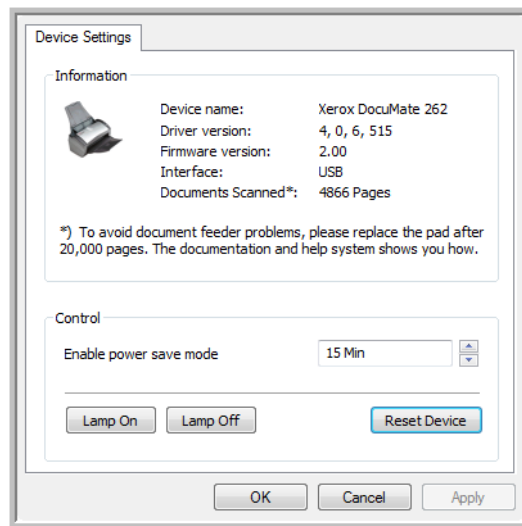 Device Settings
Information
Device name: Xerox DocuMate 262
Driver version: 4, 0, 6, 515
Firmware version: 2.00
Interface: USB
Documents Scanned*: 4866 Pages
*) To avoid document feeder problems, please replace the pad after
20,000 pages. The documentation and help system shows you how.
Control
Enable power save mode 15 Min
Lamp On Lamp Off Reset Device
OK Cancel Apply